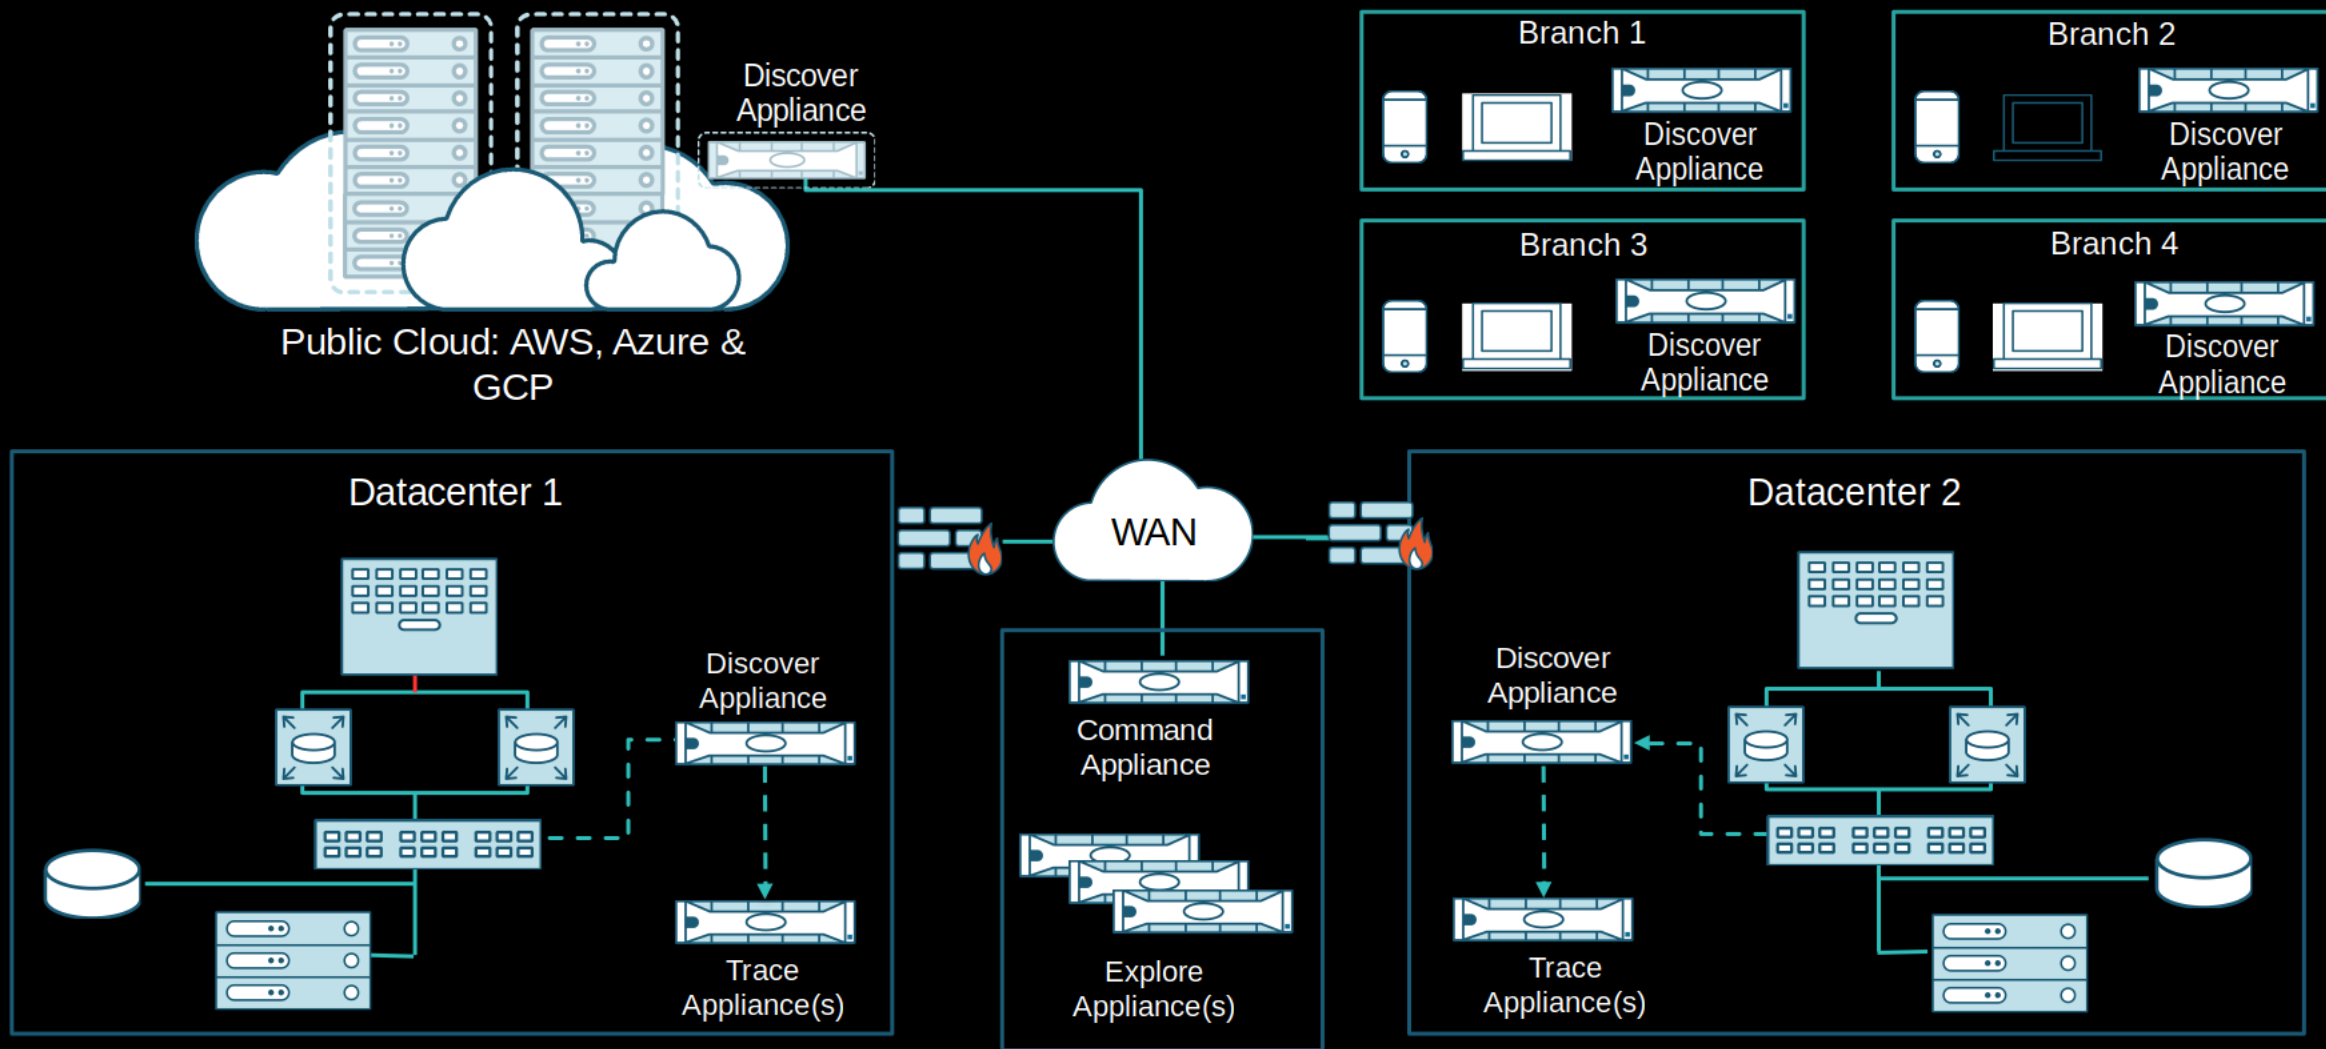 Discover
Appliance
Public Cloud: AWS, Azure &
GCP
Branch 1
Discover
Appliance
Branch 2
Discover
Appliance
Branch 3
Discover
Appliance
Branch 4
Discover
Appliance
Datacenter 1
Discover
Appliance
Trace
Appliance(s)
WAN
Command
Appliance
Explore
Appliance(s)
Datacenter 2
Discover
Appliance
Trace
Appliance(s)